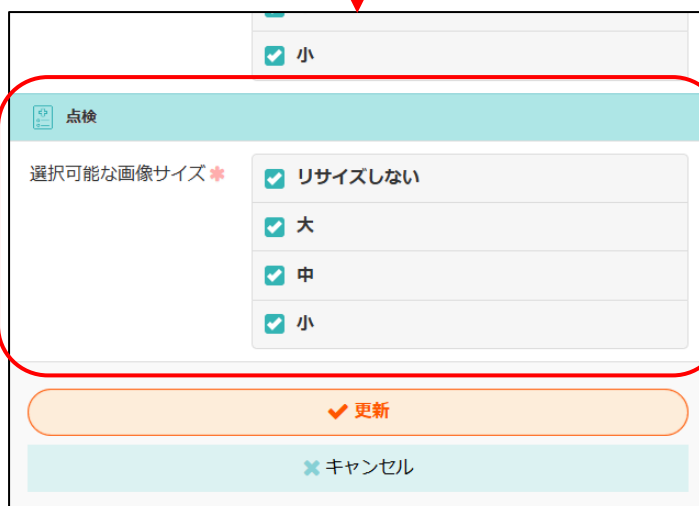 小
点検
選択可能な画像サイズ✱
リサイズしない
大
中
小
更新
キャンセル